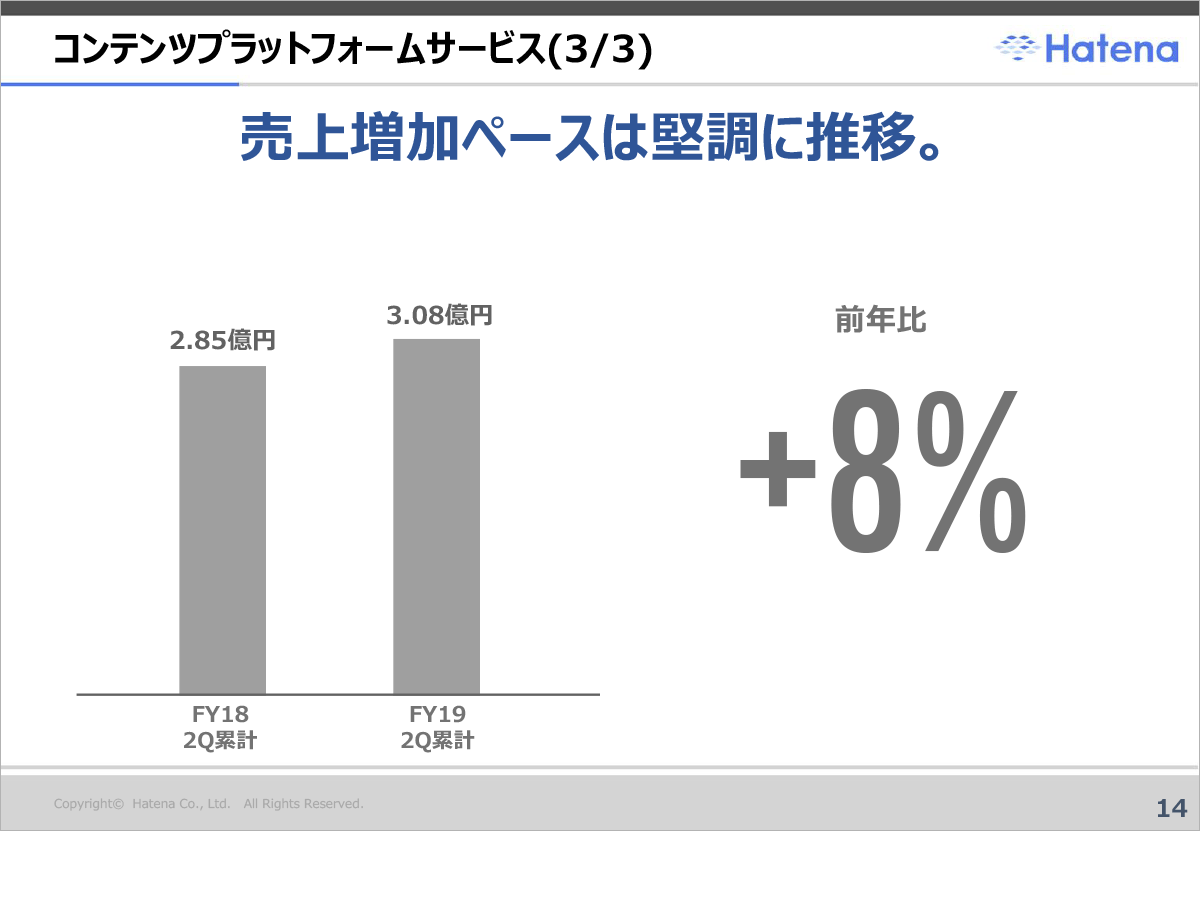 コンテンツプラットフォームサービス(3/3)
Hatena
売上増加ペースは堅調に推移。
2.85億円
3.08億円
前年比
+8%
FY18
2Q累計
FY19
2Q累計
Copyright© Hatena Co., Ltd. All Rights Reserved.
14